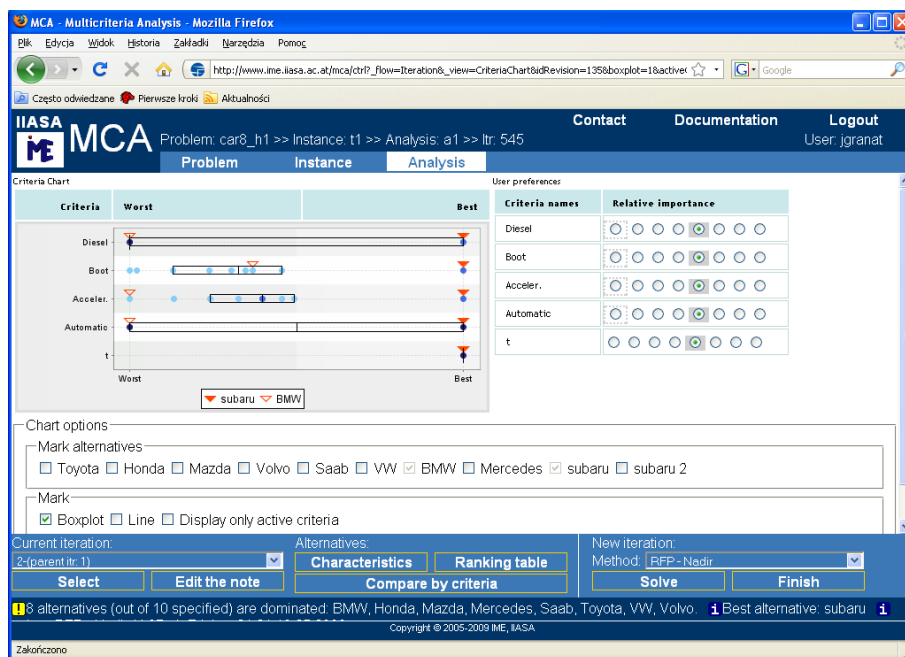 MCA - Multicriteria Analysis - Mozilla Firefox
Plik Edycja Widok Historia Zakładki Narzędzia Pomoc
http://www.ime.iiasa.ac.at/mca/ctrl?_flow=Iteration&_view=CriteriaChart&idRevision=135&boxplot=1&active
G Google
Często odwiedzane Pierwsze kroki Aktualności
IIASA
iME
MCA
Problem: car8_h1 >> Instance: t1 >> Analysis: a1 >> Itr: 545
Contact Documentation Logout
User: jgranat
Problem Instance Analysis
Criteria Chart
Criteria Worst Best
Diesel
Boot
Acceler.
Automatic
t
Worst Best
subaru BMW
User preferences
Criteria names Relative importance
Diesel
Boot
Acceler.
Automatic
t
Chart options
Mark alternatives
Toyota Honda Mazda Volvo Saab VW BMW Mercedes subaru subaru 2
Mark
Boxplot Line Display only active criteria
Current iteration:
2-(parent itr: 1)
Select Edit the note
Alternatives:
Characteristics Ranking table
Compare by criteria
New iteration:
Method: RFP - Nadir
Solve Finish
8 alternatives (out of 10 specified) are dominated: BMW, Honda, Mazda, Mercedes, Saab, Toyota, VW, Volvo. Best alternative: subaru
Copyright © 2005-2009 IME, IIASA
Zakończono